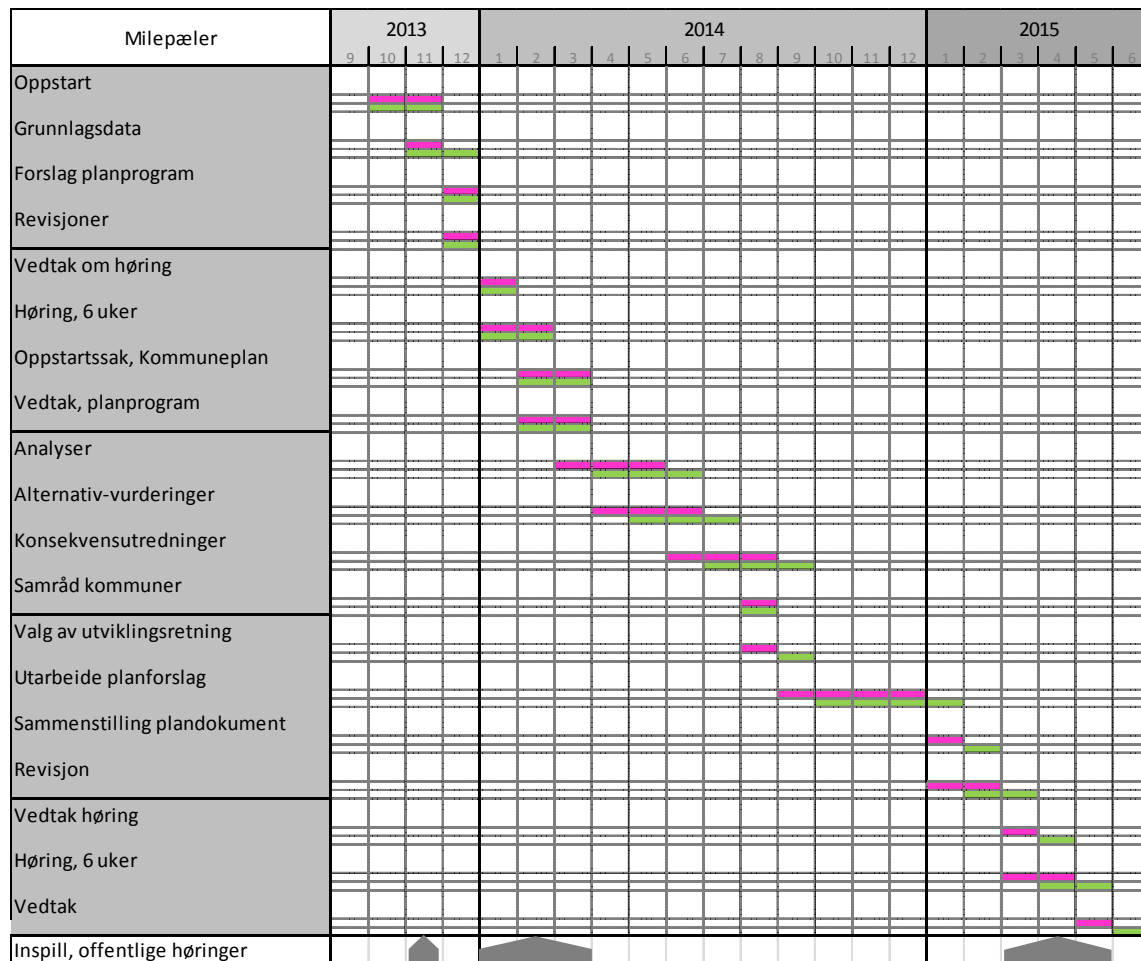 Milepæler
2013
2014
2015
9 10 11 12 1 2 3 4 5 6 7 8 9 10 11 12 1 2 3 4 5 6
Oppstart
Grunnlagsdata
Forslag planprogram
Revisjoner
Vedtak om høring
Høring, 6 uker
Oppstartssak, Kommuneplan
Vedtak, planprogram
Analyser
Alternativ-vurderinger
Konsekvensutredninger
Samråd kommuner
Valg av utviklingsretning
Utarbeide planforslag
Sammenstilling plandokument
Revisjon
Vedtak høring
Høring, 6 uker
Vedtak
Inspill, offentlige høringer